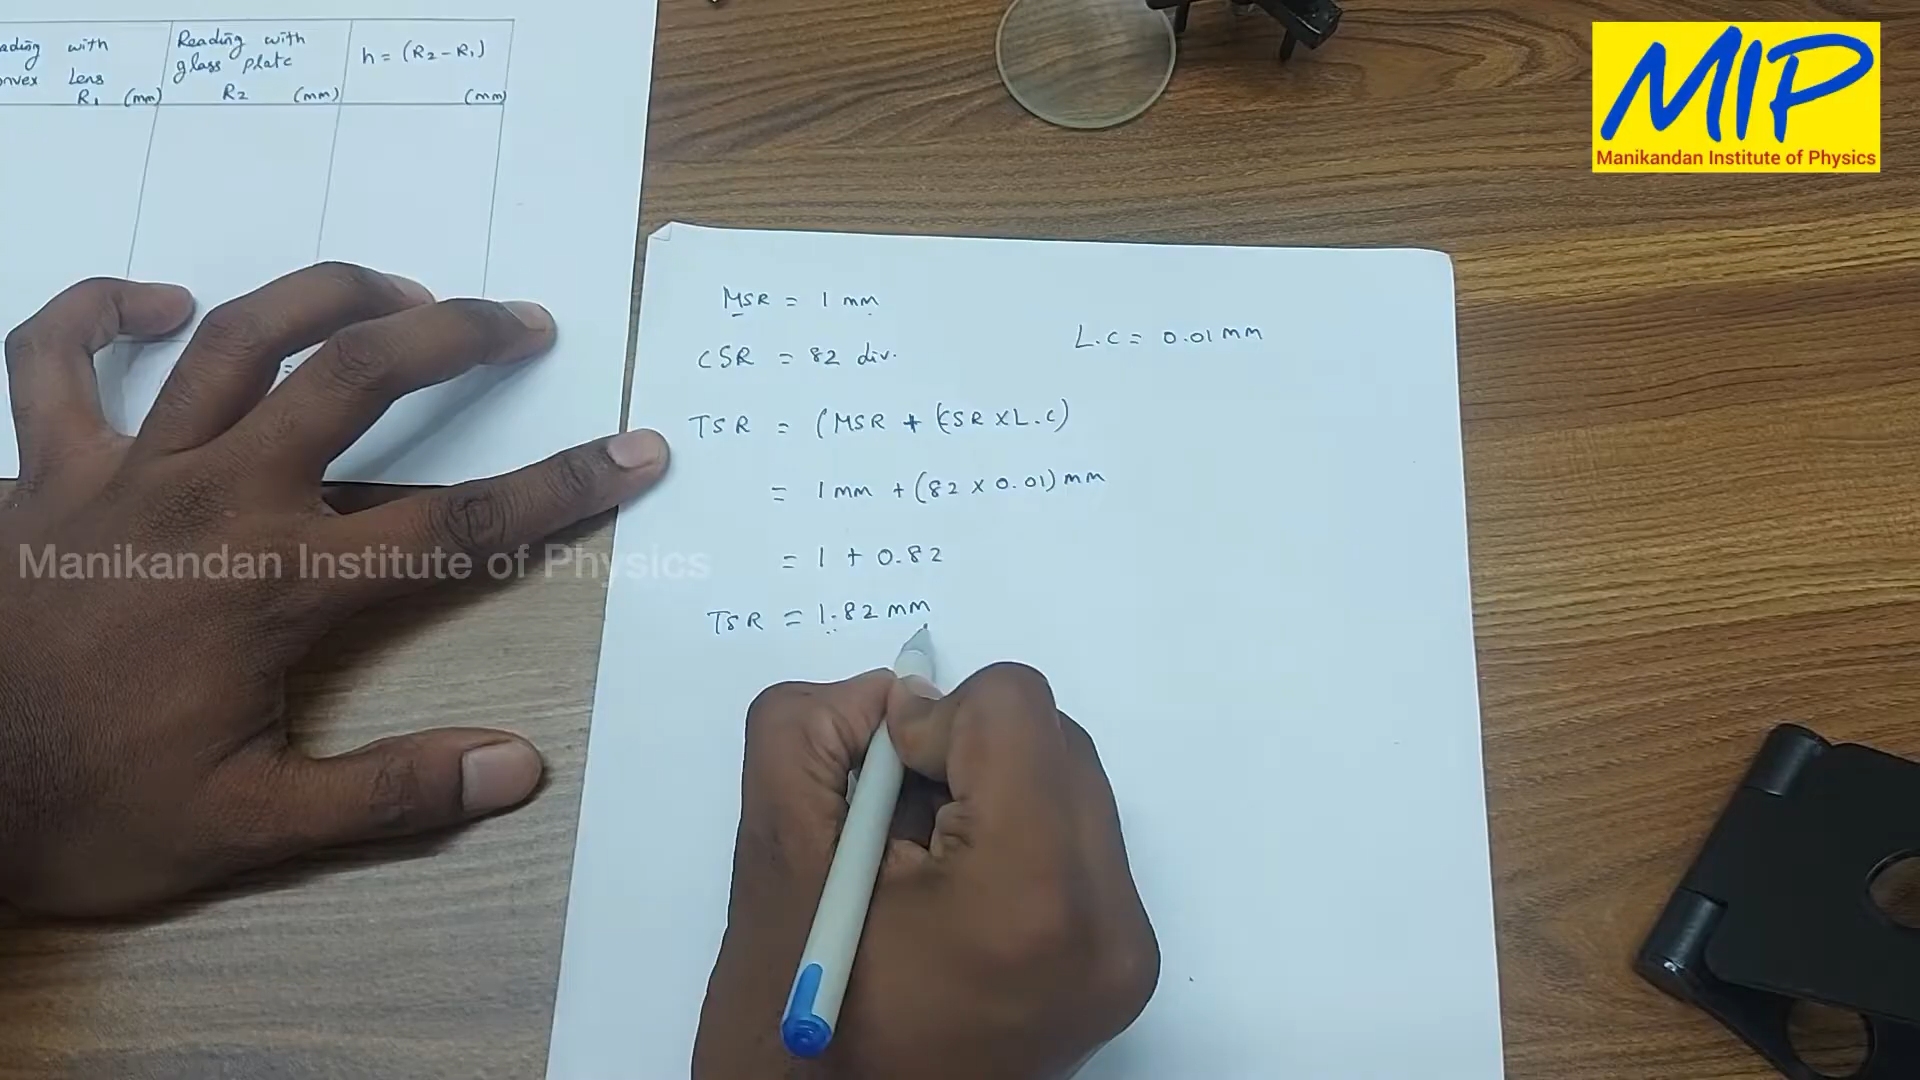 ading with
onvex Lens
R₁ (mm)
Reading with
glass plate
R₂ (mm)
h = (R₂ - R₁)
(mm)
MIP
Manikandan Institute of Physics
MSR = 1 mm
L.C = 0.01 mm
CSR = 82 div.
TSR = (MSR + (CSR X L.C)
= 1 mm + (82 X 0.01) mm
= 1 + 0.82
Manikandan Institute of Physics
TSR = 1.82 mm